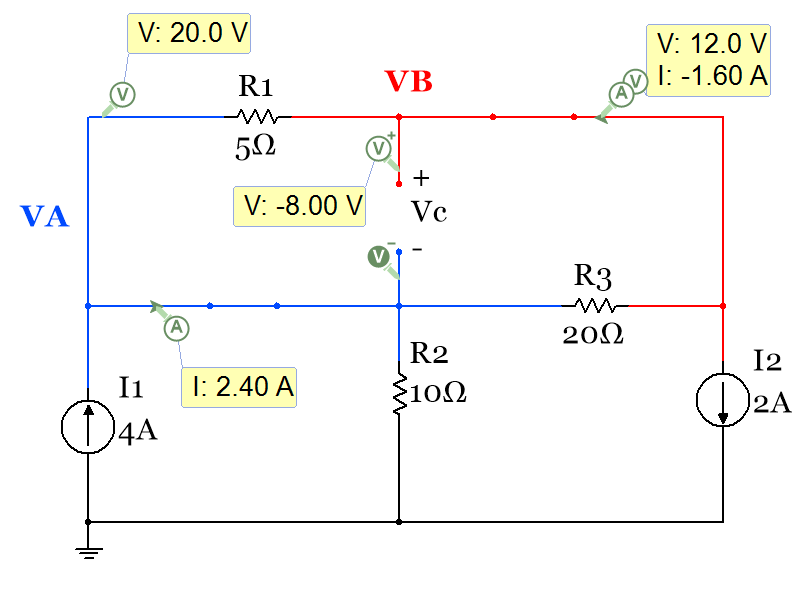 V: 20.0 V
V: 12.0 V
I: -1.60 A
V
V
A
R1
VB
5Ω
V
+
+
V: -8.00 V
Vc
VA
V
-
-
R3
20Ω
A
R2
I: 2.40 A
10Ω
I1
4A
I2
2A